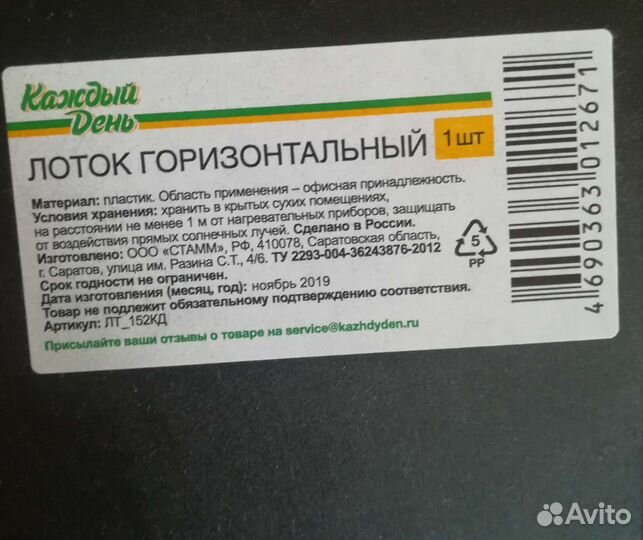 Каждый
День
ЛОТОК ГОРИЗОНТАЛЬНЫЙ 1 шт
Материал: пластик. Область применения – офисная принадлежность.
Условия хранения: хранить в крытых сухих помещениях,
на расстоянии не менее 1 м от нагревательных приборов, защищать
от воздействия прямых солнечных лучей. Сделано в России.
Изготовлено: ООО «СТАММ», РФ, 410078, Саратовская область,
г. Саратов, улица им. Разина С.Т., 4/6. ТУ 2293-004-36243876-2012
Срок годности не ограничен.
Дата изготовления (месяц, год): ноябрь 2019
Товар не подлежит обязательному подтверждению соответствия.
Артикул: ЛТ_152КД
Присылайте ваши отзывы о товаре на service@kazhdyden.ru
5
PP
4 690363 012671
Avito